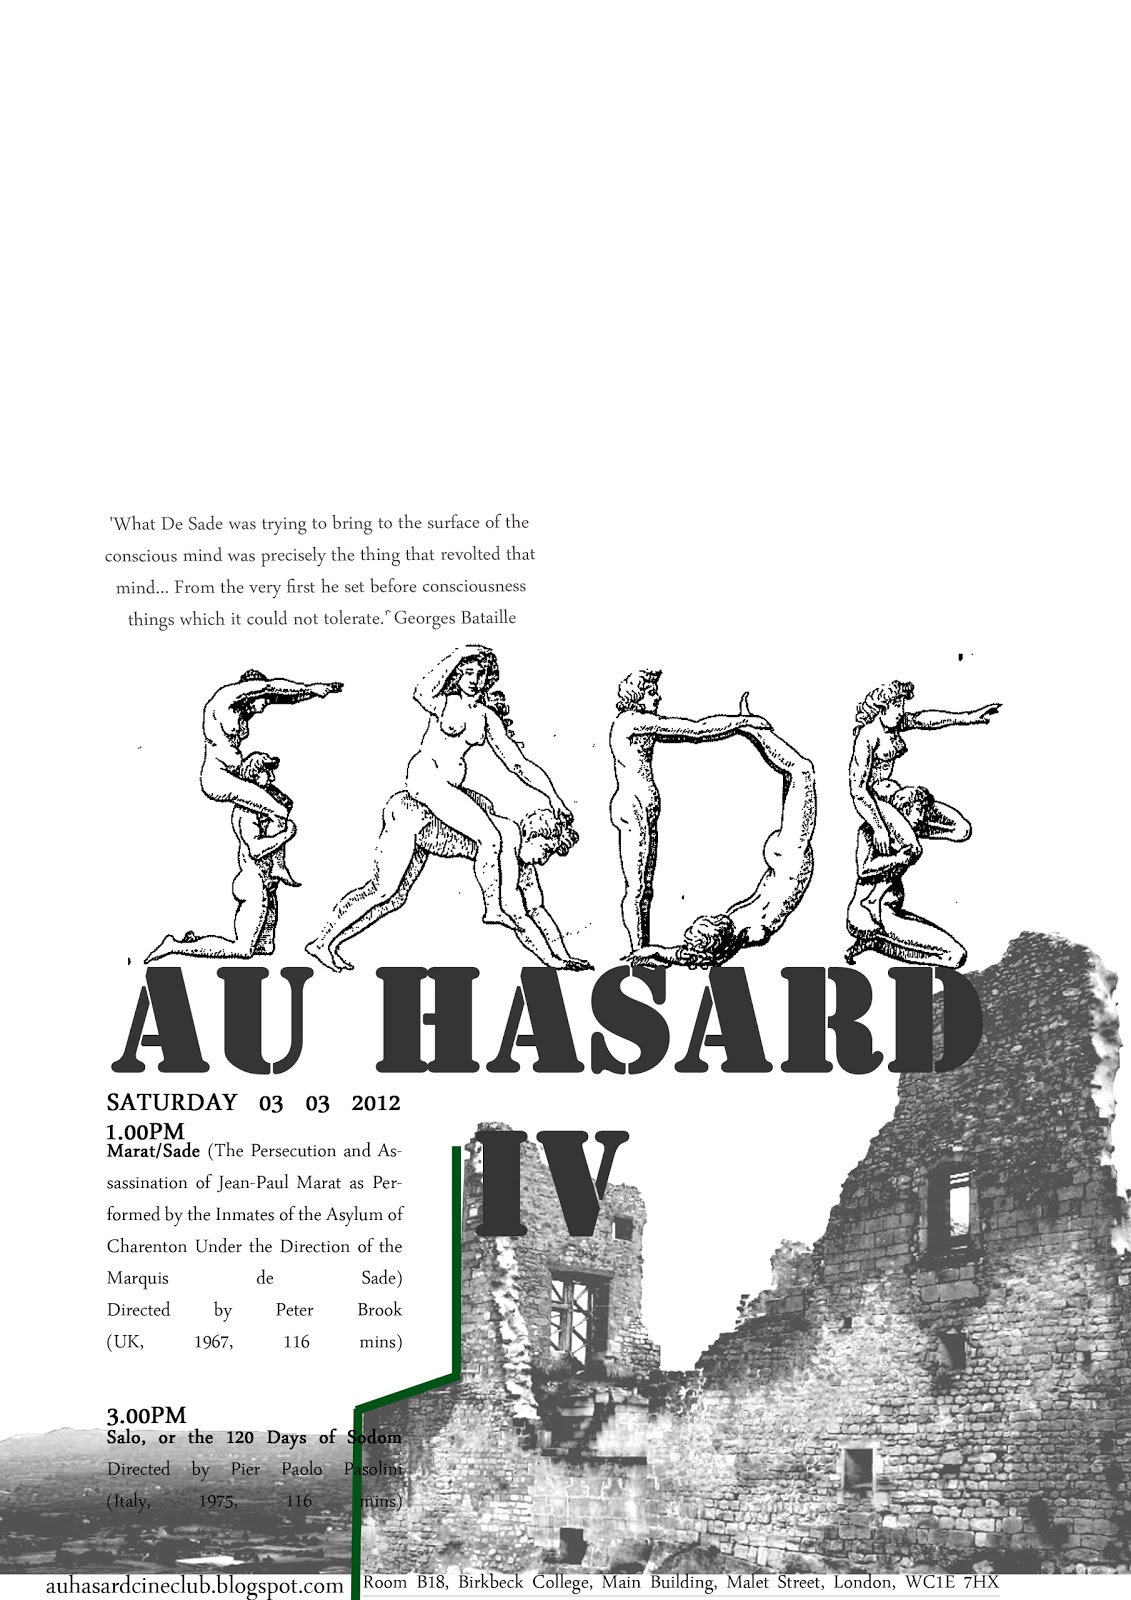 'What De Sade was trying to bring to the surface of the
conscious mind was precisely the thing that revolted that
mind... From the very first he set before consciousness
things which it could not tolerate.' Georges Bataille
SADE
AU HASARD
IV
SATURDAY 03 03 2012
1.00PM
Marat/Sade (The Persecution and As-
sassination of Jean-Paul Marat as Per-
formed by the Inmates of the Asylum of
Charenton Under the Direction of the
Marquis de Sade)
Directed by Peter Brook
(UK, 1967, 116 mins)
3.00PM
Salo, or the 120 Days of Sodom
Directed by Pier Paolo Pasolini
(Italy, 1975, 116 mins)
auhasardcineclub.blogspot.com
Room B18, Birkbeck College, Main Building, Malet Street, London, WC1E 7HX